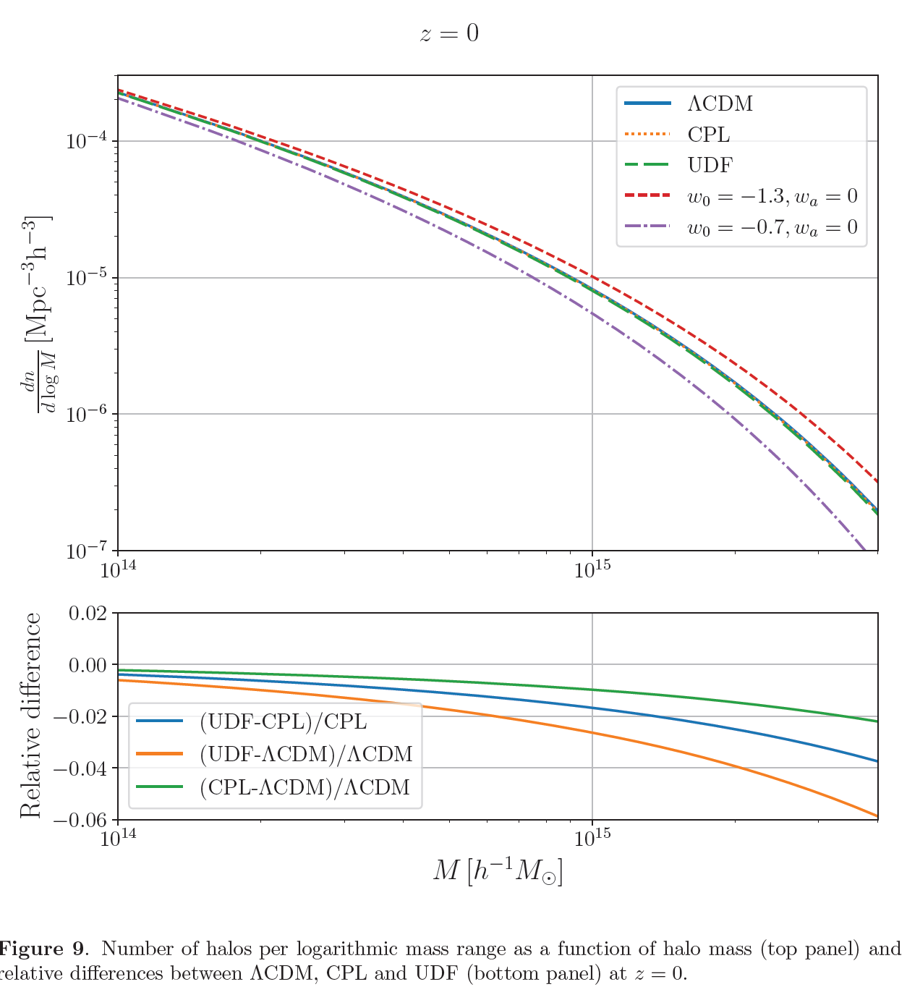 z = 0
10⁻⁴
10⁻⁵
10⁻⁶
10⁻⁷
dn/d log M [Mpc⁻³h⁻³]
ΛCDM
CPL
UDF
w₀ = −1.3, wₐ = 0
w₀ = −0.7, wₐ = 0
10¹⁴ 10¹⁵
0.02
0.00
−0.02
−0.04
−0.06
Relative difference
(UDF-CPL)/CPL
(UDF-ΛCDM)/ΛCDM
(CPL-ΛCDM)/ΛCDM
10¹⁴ 10¹⁵
M [h⁻¹M☉]
Figure 9. Number of halos per logarithmic mass range as a function of halo mass (top panel) and
relative differences between ΛCDM, CPL and UDF (bottom panel) at z = 0.